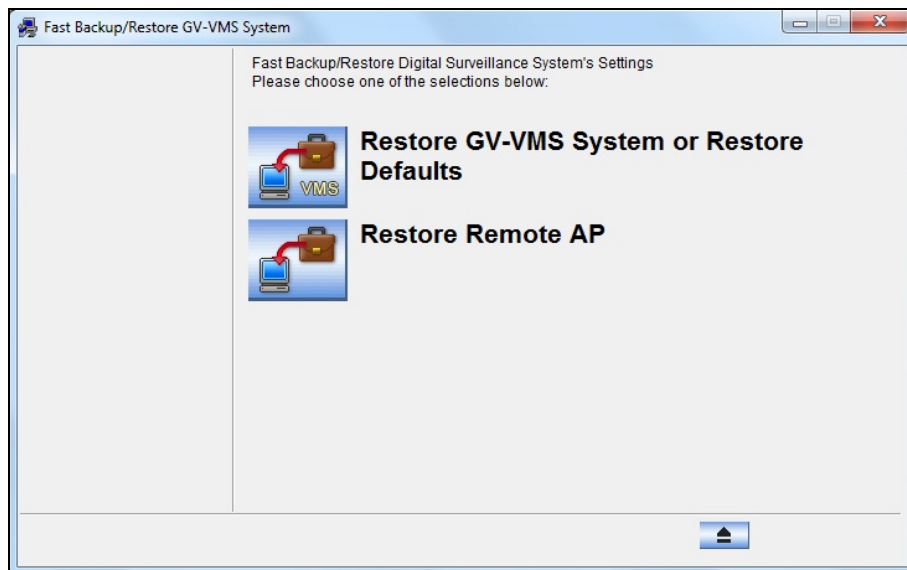 Fast Backup/Restore GV-VMS System
Fast Backup/Restore Digital Surveillance System's Settings
Please choose one of the selections below:
VMS
Restore GV-VMS System or Restore
Defaults
Restore Remote AP